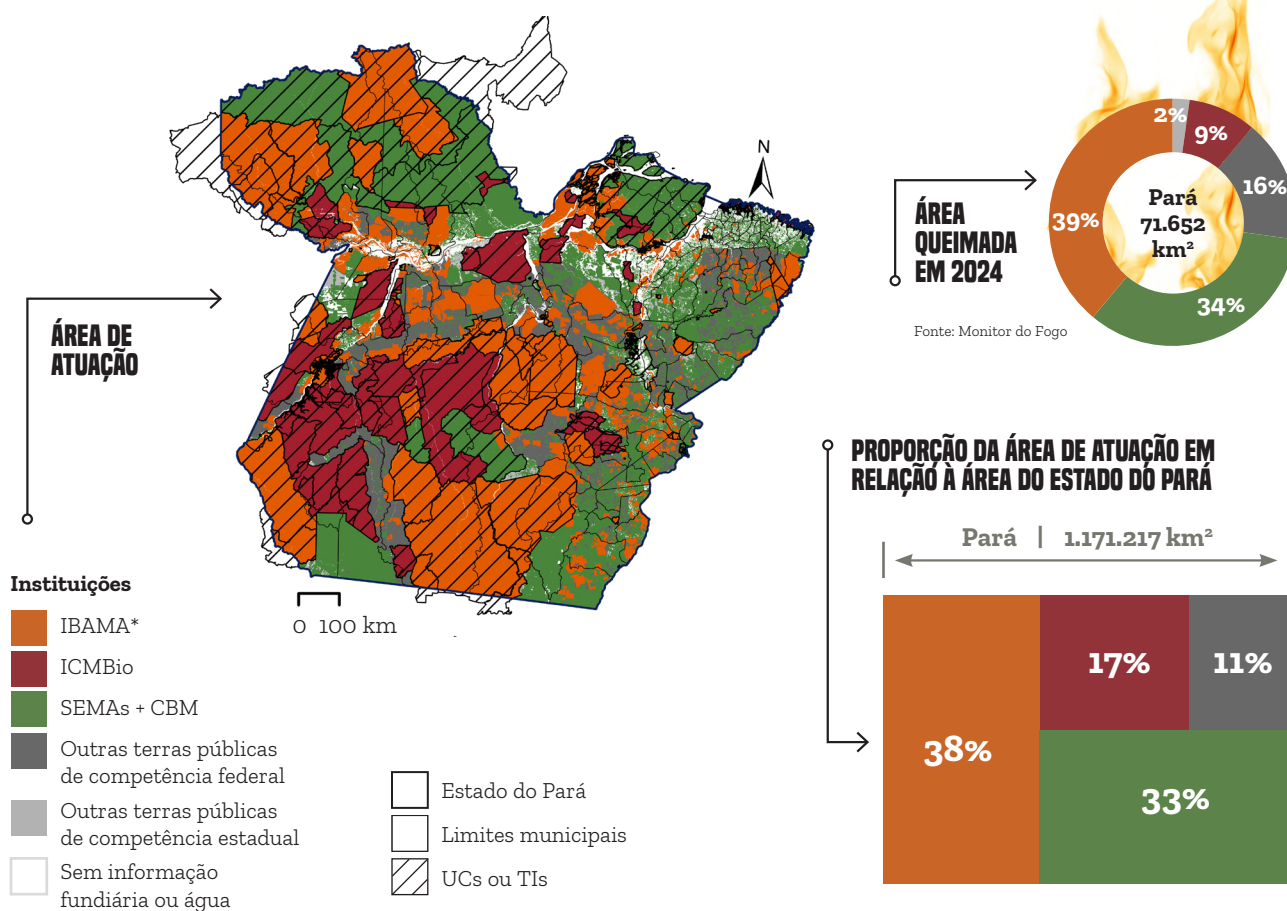 N
ÁREA DE
ATUAÇÃO
0 100 km
Instituições
IBAMA*
ICMBio
SEMAs + CBM
Outras terras públicas
de competência federal
Outras terras públicas
de competência estadual
Sem informação
fundiária ou água
Estado do Pará
Limites municipais
UCs ou TIs
ÁREA
QUEIMADA
EM 2024
Fonte: Monitor do Fogo
2%
9%
16%
34%
39%
Pará
71.652
km²
PROPORÇÃO DA ÁREA DE ATUAÇÃO EM
RELAÇÃO À ÁREA DO ESTADO DO PARÁ
Pará | 1.171.217 km²
38%
17%
11%
33%